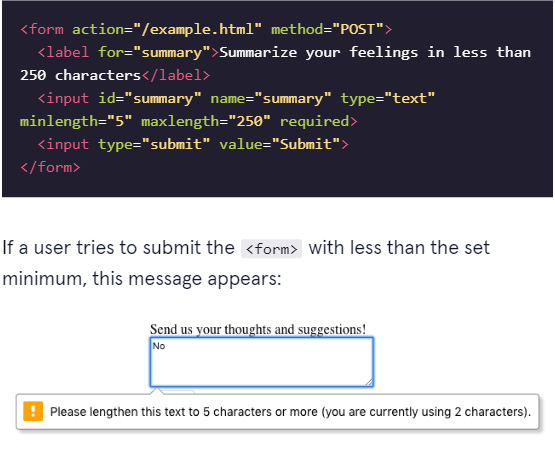 <form action="/example.html" method="POST">
  <label for="summary">Summarize your feelings in less than
250 characters</label>
  <input id="summary" name="summary" type="text"
minlength="5" maxlength="250" required>
  <input type="submit" value="Submit">
</form>
If a user tries to submit the <form> with less than the set
minimum, this message appears:
Send us your thoughts and suggestions!
No
! Please lengthen this text to 5 characters or more (you are currently using 2 characters).